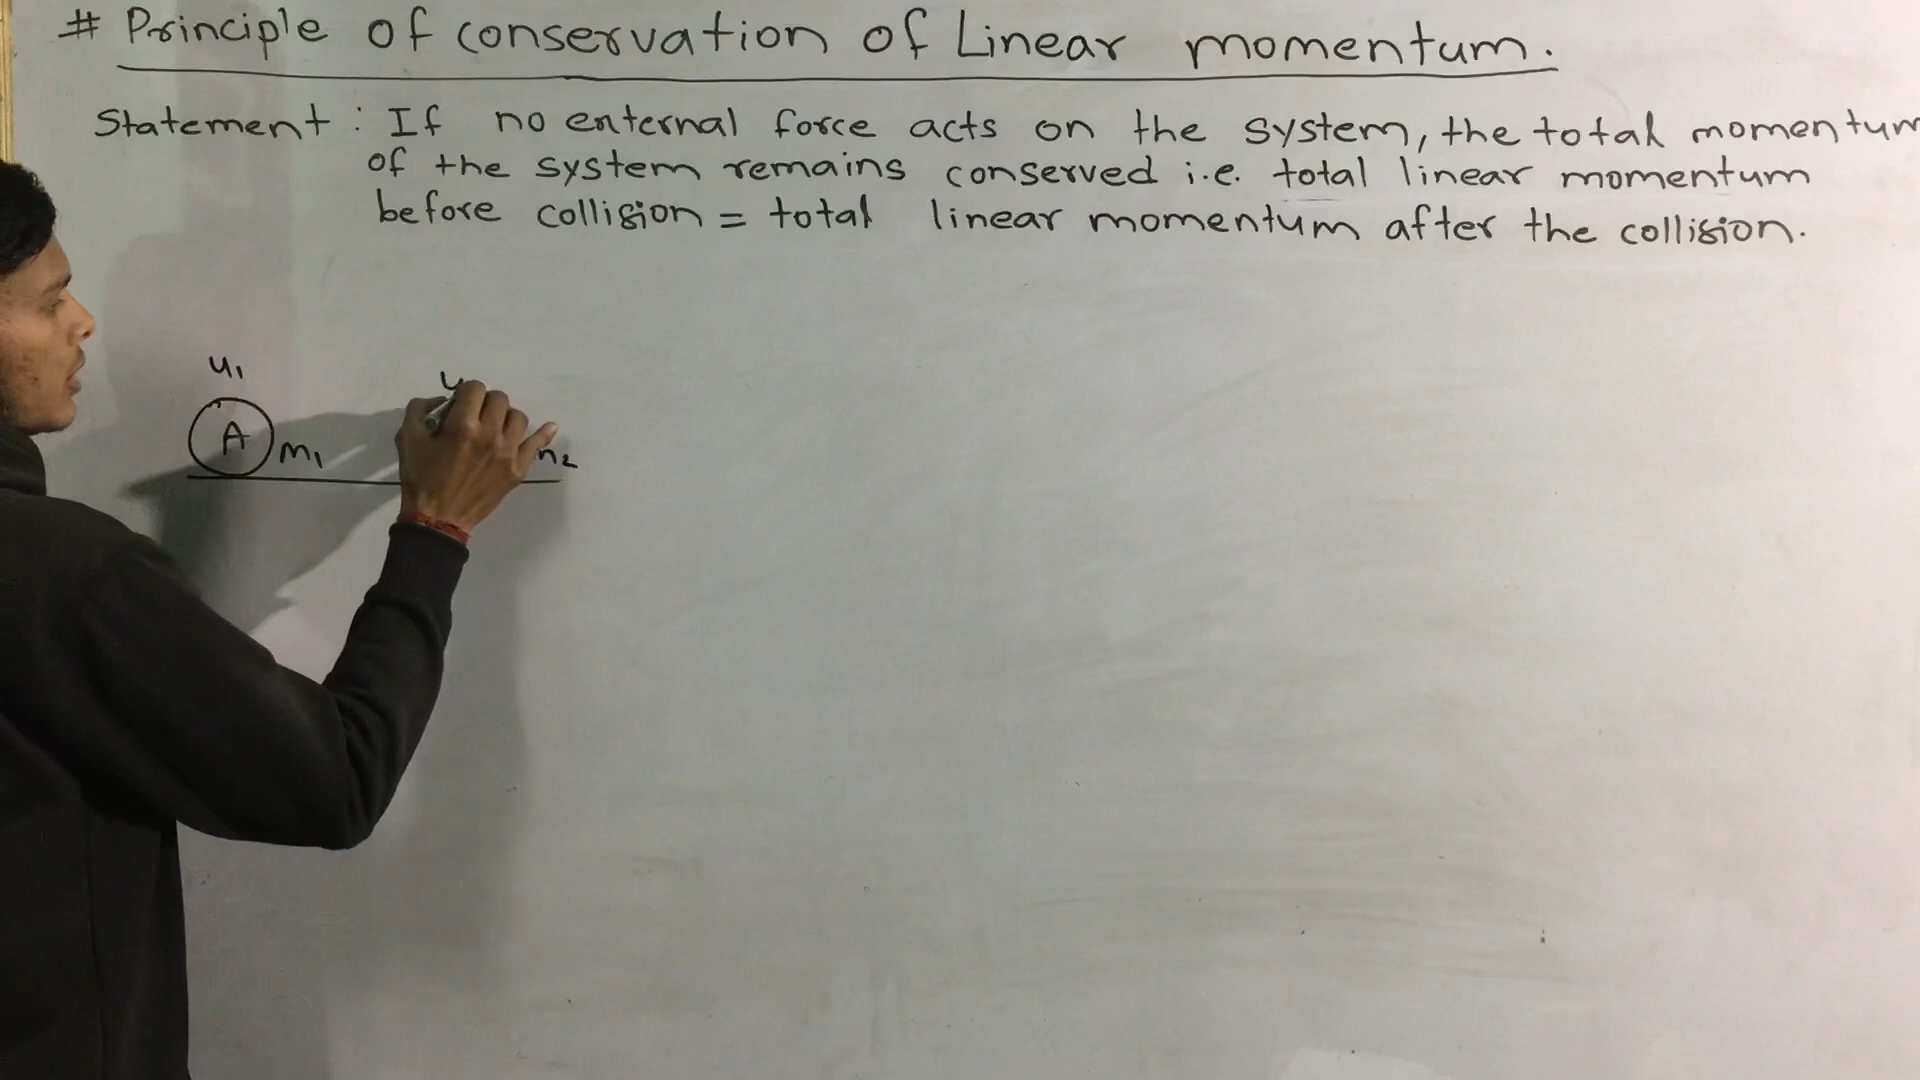 # Principle of conservation of Linear momentum.
Statement : If no external force acts on the system, the total momentum
of the system remains conserved i.e. total linear momentum
before collision = total linear momentum after the collision.
u₁
A m₁